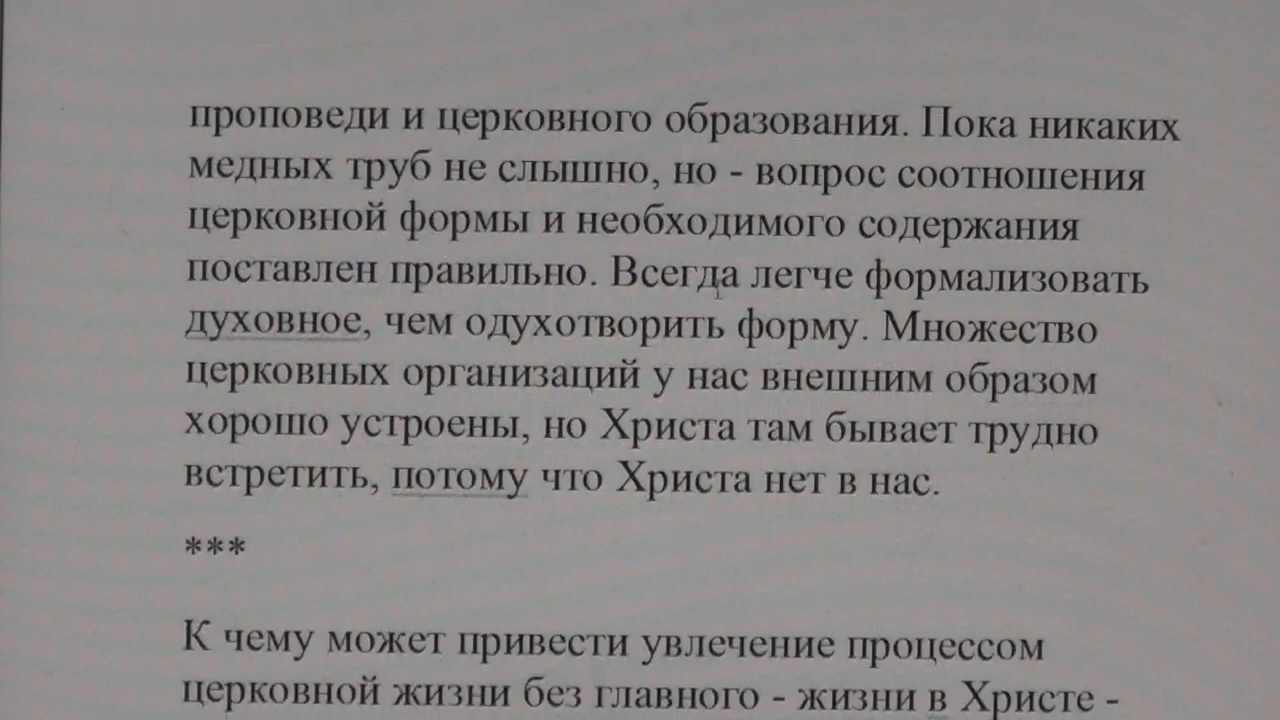 проповеди и церковного образования. Пока никаких
медных труб не слышно, но - вопрос соотношения
церковной формы и необходимого содержания
поставлен правильно. Всегда легче формализовать
духовное, чем одухотворить форму. Множество
церковных организаций у нас внешним образом
хорошо устроены, но Христа там бывает трудно
встретить, потому что Христа нет в нас.
***
К чему может привести увлечение процессом
церковной жизни без главного - жизни в Христе -